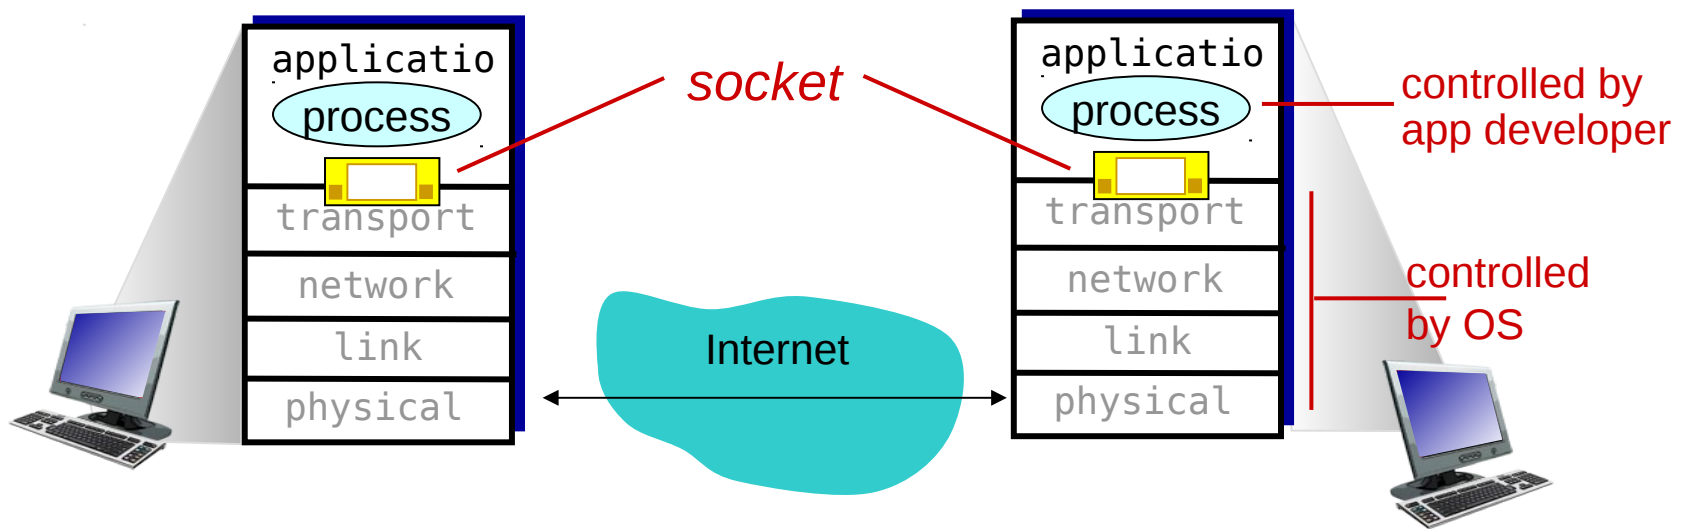 applicatio
process
transport
network
link
physical
socket
Internet
applicatio
process
transport
network
link
physical
controlled by
app developer
controlled
by OS